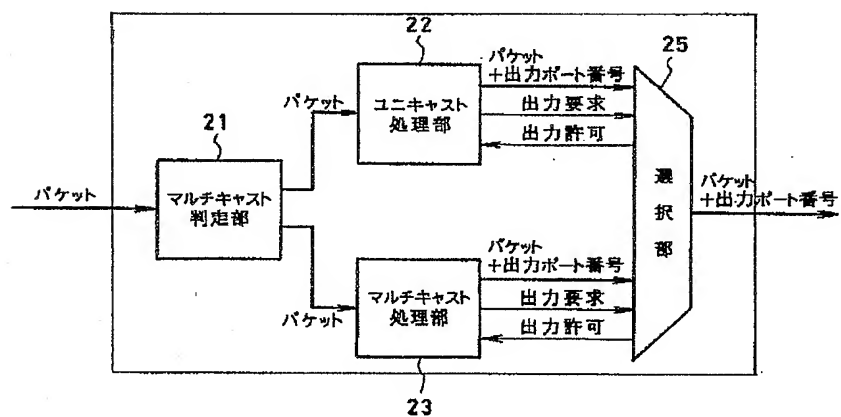 22
パケット
+出力ポート番号
25
パケット
ユニキャスト
処理部
出力要求
出力許可
21
パケット
マルチキャスト
判定部
選択部
パケット
+出力ポート番号
パケット
+出力ポート番号
マルチキャスト
処理部
出力要求
出力許可
パケット
23